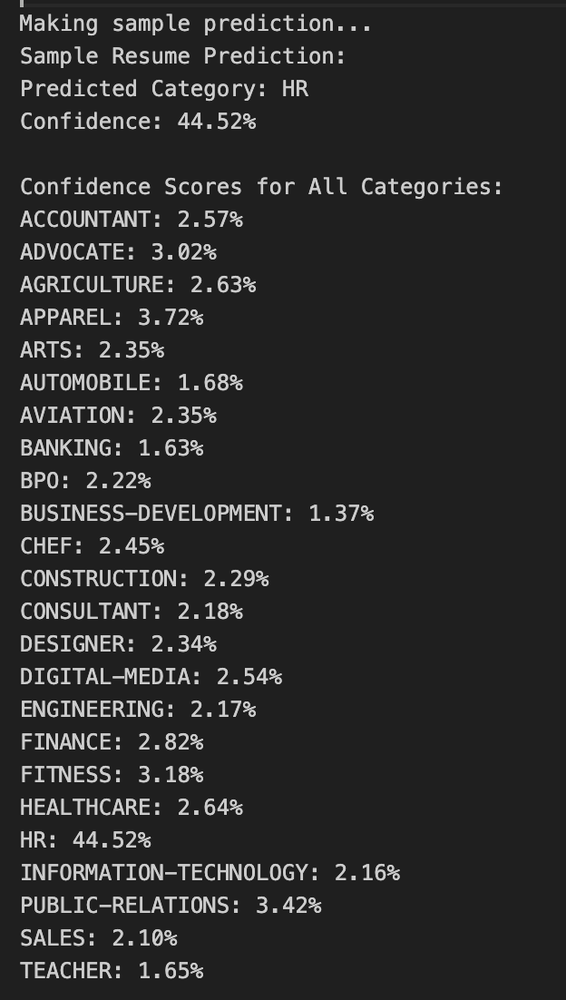 Making sample prediction...
Sample Resume Prediction:
Predicted Category: HR
Confidence: 44.52%
Confidence Scores for All Categories:
ACCOUNTANT: 2.57%
ADVOCATE: 3.02%
AGRICULTURE: 2.63%
APPAREL: 3.72%
ARTS: 2.35%
AUTOMOBILE: 1.68%
AVIATION: 2.35%
BANKING: 1.63%
BPO: 2.22%
BUSINESS-DEVELOPMENT: 1.37%
CHEF: 2.45%
CONSTRUCTION: 2.29%
CONSULTANT: 2.18%
DESIGNER: 2.34%
DIGITAL-MEDIA: 2.54%
ENGINEERING: 2.17%
FINANCE: 2.82%
FITNESS: 3.18%
HEALTHCARE: 2.64%
HR: 44.52%
INFORMATION-TECHNOLOGY: 2.16%
PUBLIC-RELATIONS: 3.42%
SALES: 2.10%
TEACHER: 1.65%